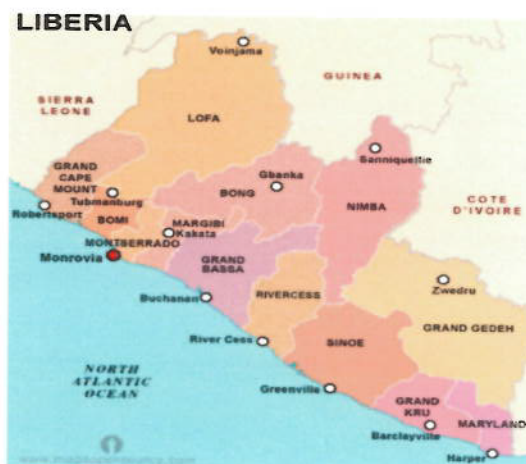 LIBERIA
Voinjama
GUINEA
SIERRA
LEONE
LOFA
Sanniquellie
GRAND
CAPE
MOUNT
Gbanka
Tubmanburg
BONG
NIMBA
COTE
D'IVOIRE
Robertsport
BOMI
MARGIBI
Kakata
MONTSERRADO
Monrovia
GRAND
BASSA
Zwedru
Buchanan
RIVERCESS
GRAND GEDEH
River Cess
SINOE
NORTH
ATLANTIC
OCEAN
Greenville
GRAND
KRU
MARYLAND
Barclayville
Harper